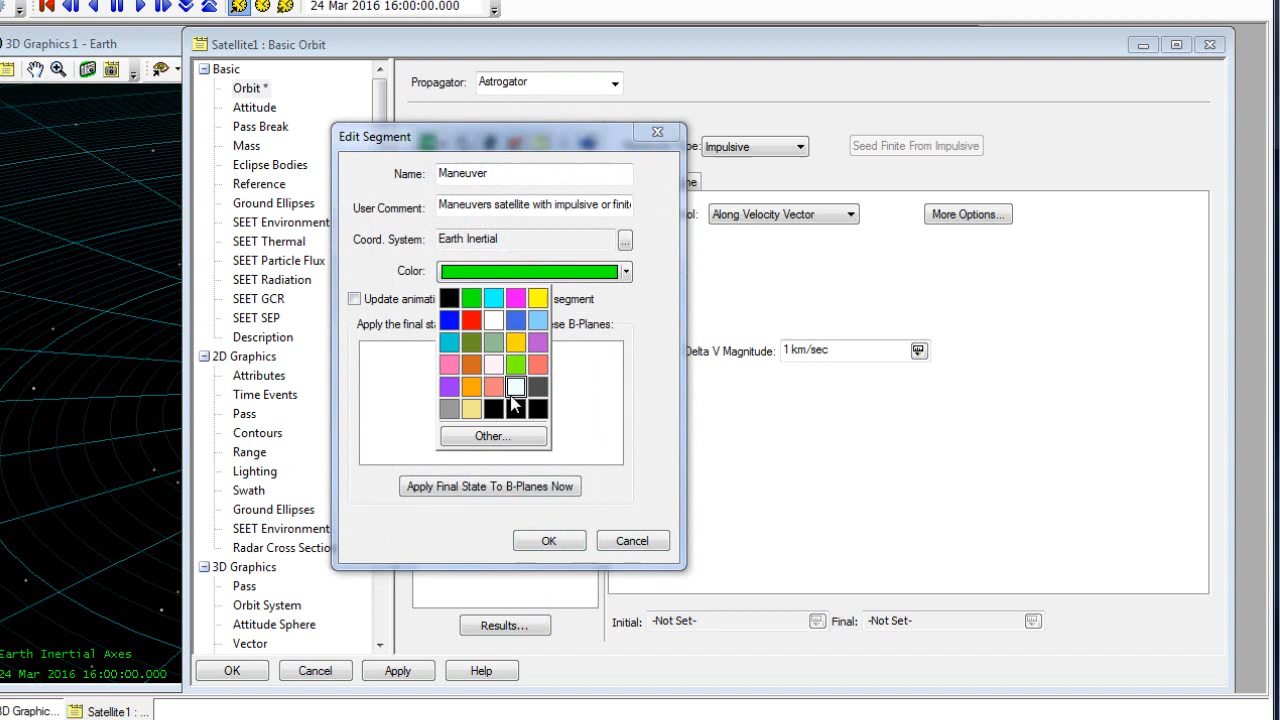 24 Mar 2016 16:00:00.000
3D Graphics 1 - Earth
Satellite1 : Basic Orbit
Basic
Orbit *
Attitude
Pass Break
Mass
Eclipse Bodies
Reference
Ground Ellipses
SEET Environment
SEET Thermal
SEET Particle Flux
SEET Radiation
SEET GCR
SEET SEP
Description
2D Graphics
Attributes
Time Events
Pass
Contours
Range
Lighting
Swath
Ground Ellipses
SEET Environment
Radar Cross Sectio
3D Graphics
Pass
Orbit System
Attitude Sphere
Vector
Propagator: Astrogator
Edit Segment
Name: Maneuver
User Comment: Maneuvers satellite with impulsive or finit
Coord. System: Earth Inertial ...
Color:
Update animati segment
Apply the final sta se B-Planes:
Other...
Apply Final State To B-Planes Now
OK Cancel
pe: Impulsive
Seed Finite From Impulsive
ne
ol: Along Velocity Vector
More Options...
Delta V Magnitude: 1 km/sec
Results...
Initial: -Not Set- Final: -Not Set-
OK Cancel Apply Help
Earth Inertial Axes
24 Mar 2016 16:00:00.000
3D Graphic... Satellite1 : ...